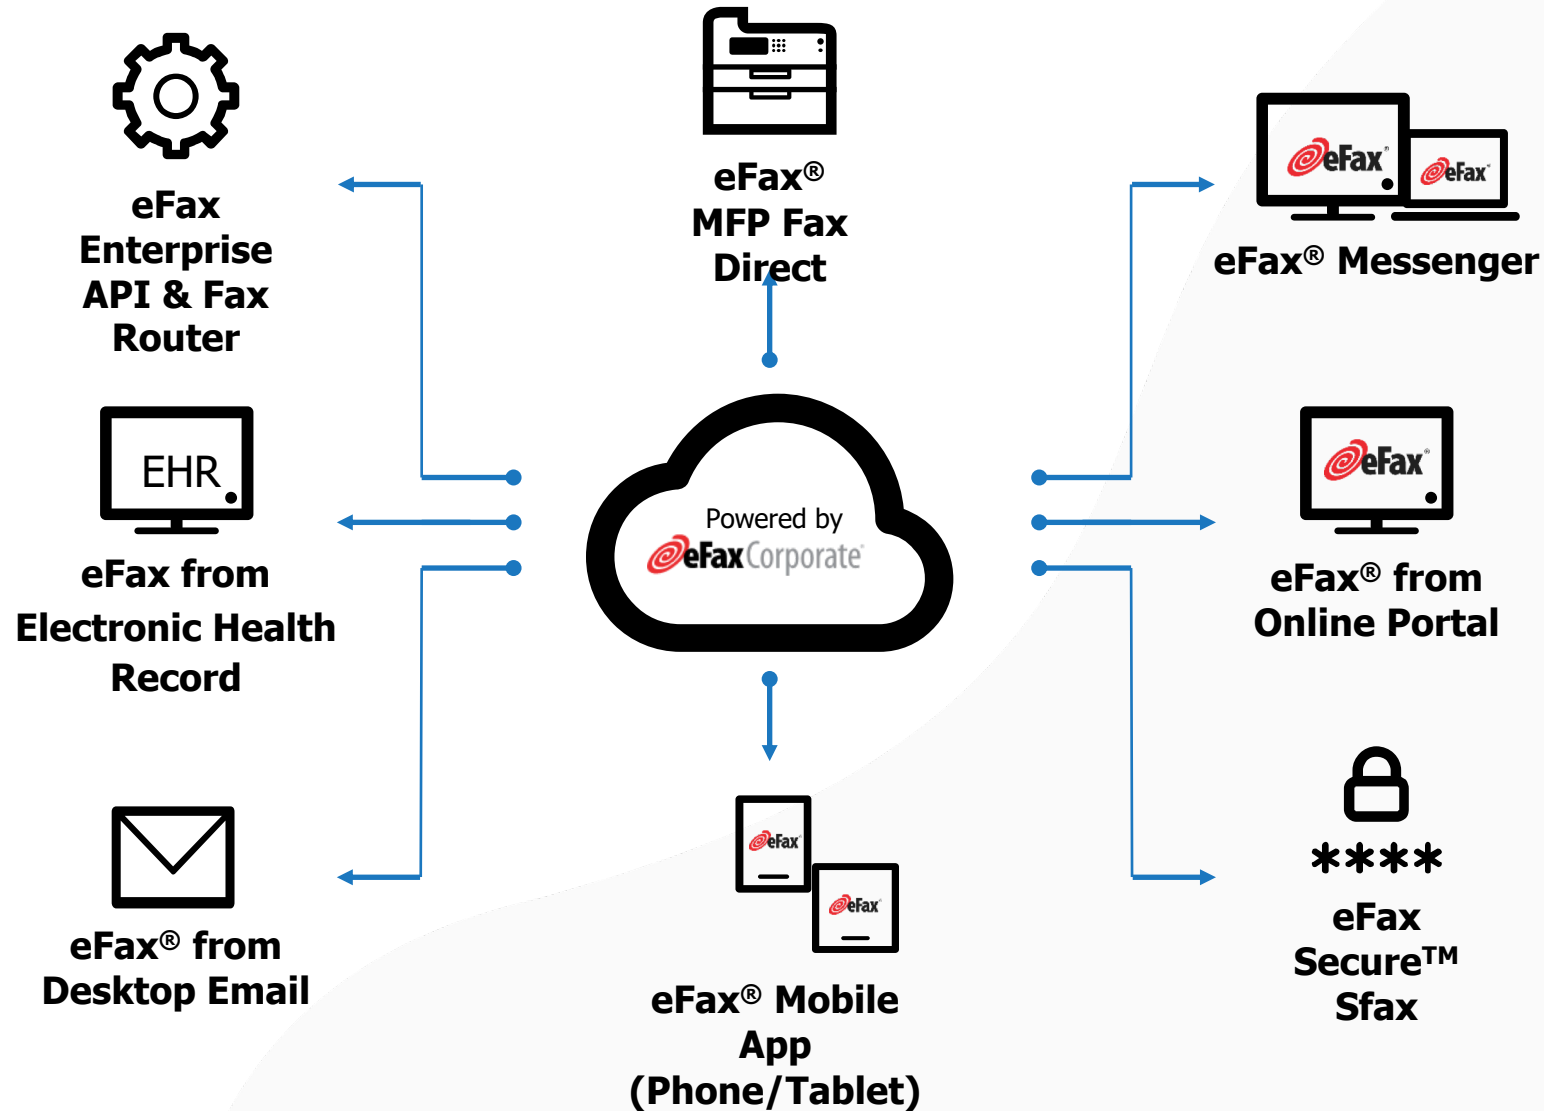 eFax
Enterprise
API & Fax
Router
eFax®
MFP Fax
Direct
eFax®
eFax
eFax® Messenger
EHR
eFax from
Electronic Health
Record
Powered by
eFax Corporate
eFax®
eFax® from
Online Portal
eFax® from
Desktop Email
eFax
eFax
eFax® Mobile
App
(Phone/Tablet)
****
eFax
Secure™
Sfax